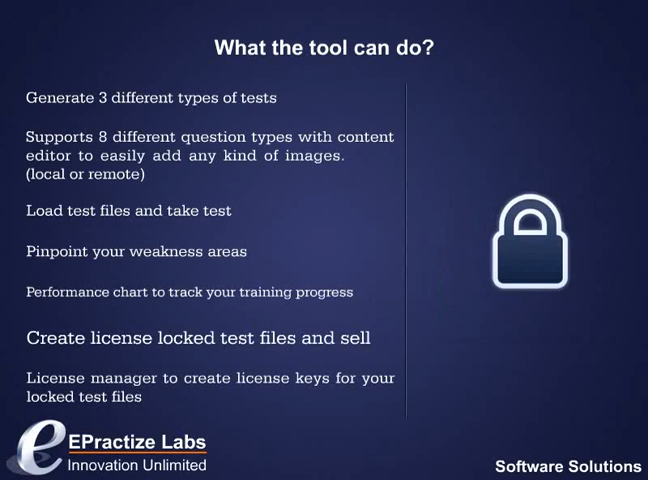 What the tool can do?
Generate 3 different types of tests
Supports 8 different question types with content
editor to easily add any kind of images.
(local or remote)
Load test files and take test
Pinpoint your weakness areas
Performance chart to track your training progress
Create license locked test files and sell
License manager to create license keys for your
locked test files
e EPractize Labs
Innovation Unlimited
Software Solutions